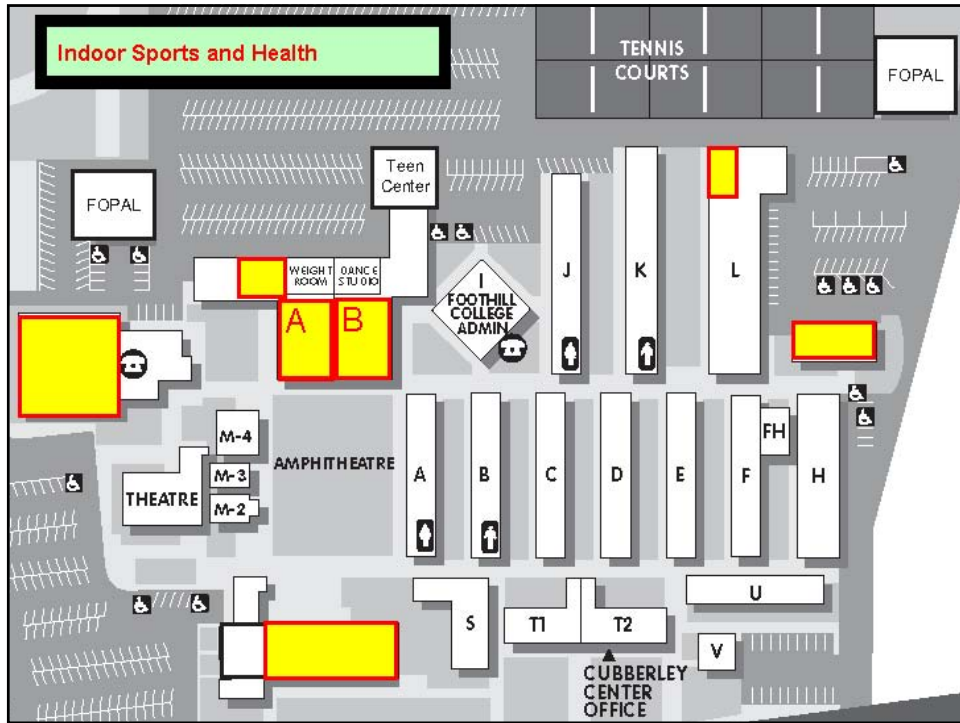 Indoor Sports and Health
TENNIS
COURTS
FOPAL
Teen
Center
FOPAL
WEIGHT
ROOM
DANCE
STUDIO
J
K
L
I
FOOTHILL
COLLEGE
ADMIN
A
B
M-4
M-3
M-2
THEATRE
AMPHITHEATRE
A
B
C
D
E
F
FH
H
S
T1
T2
U
V
CUBBERLEY
CENTER
OFFICE